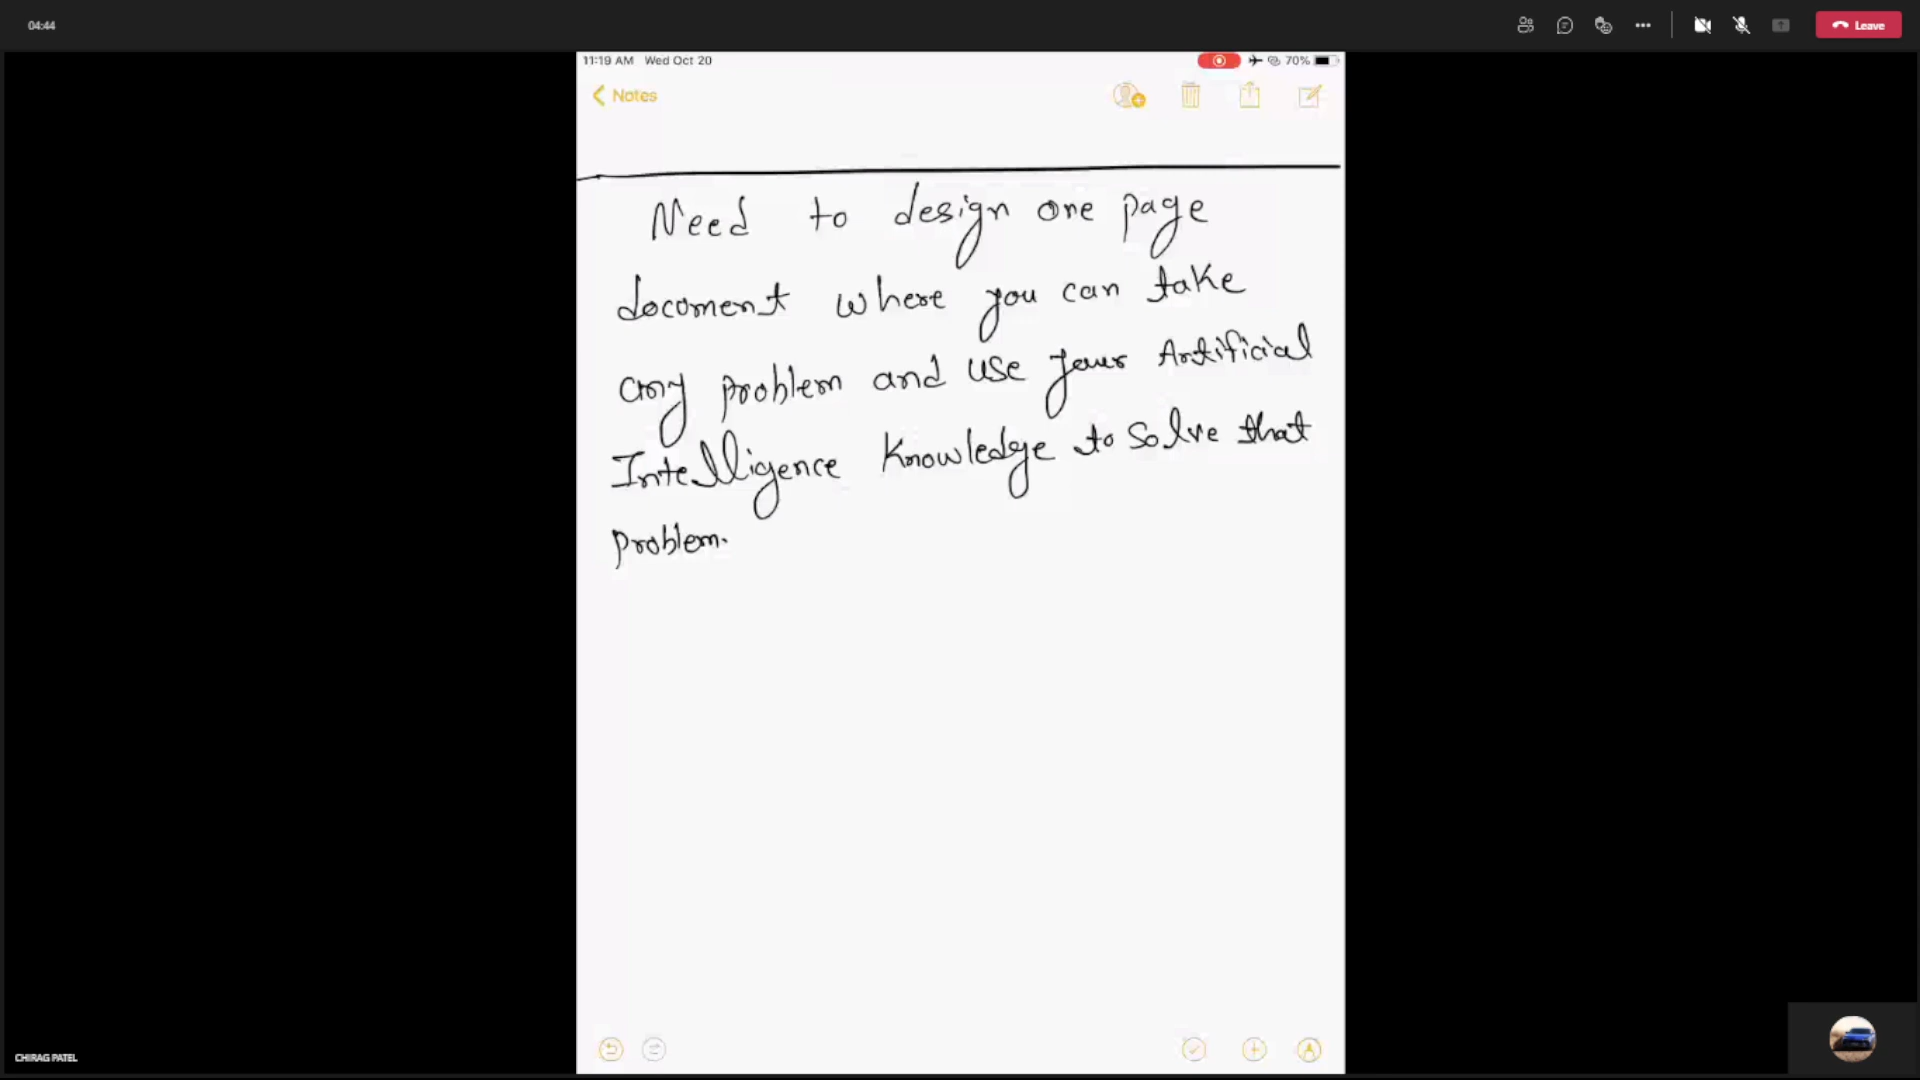 04:44
Leave
11:19 AM Wed Oct 20
70%
Notes
Need to design one page
document where you can take
any problem and use your Artificial
Intelligence Knowledge to solve that
problem.
CHIRAG PATEL